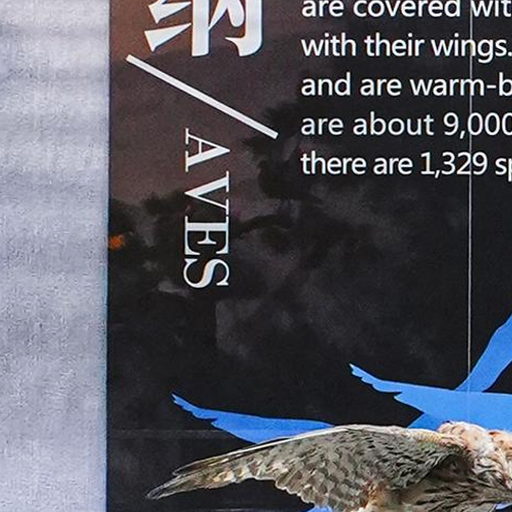 纲
AVES
are covered wit
with their wings.
and are warm-b
are about 9,000
there are 1,329 sp